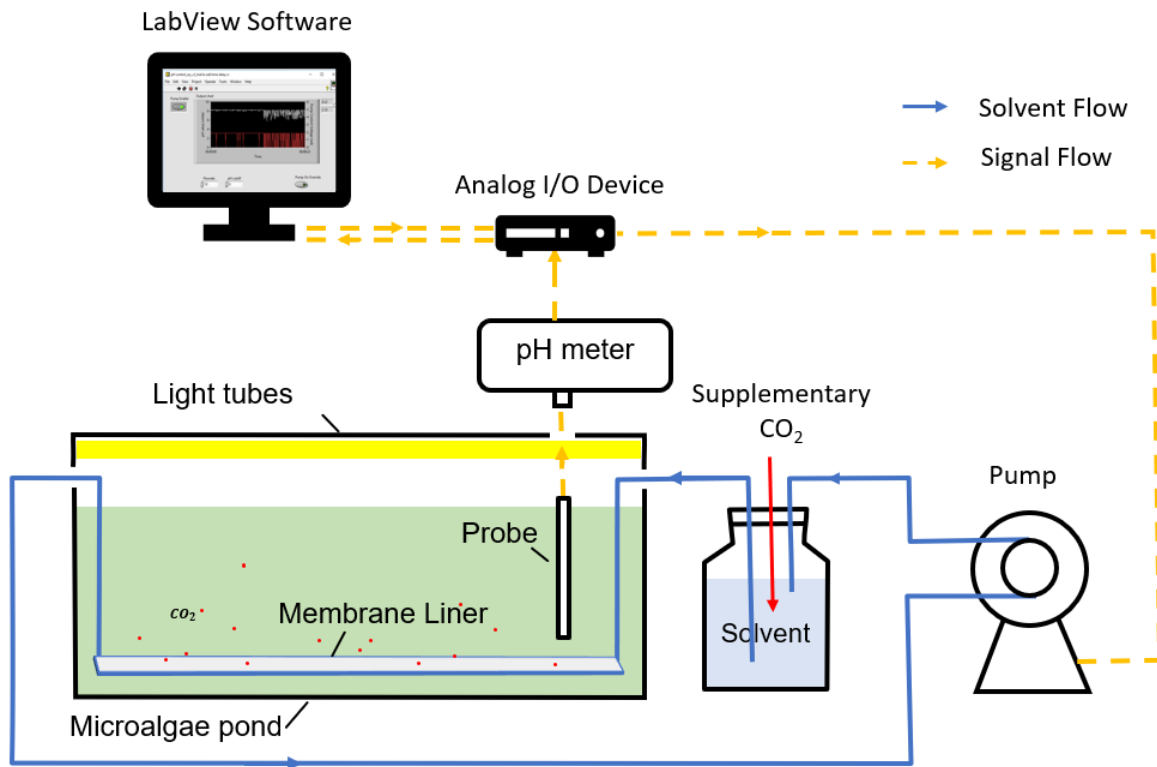 LabView Software
Solvent Flow
Signal Flow
Analog I/O Device
pH meter
Light tubes
Supplementary
CO₂
Pump
Probe
co₂
Membrane Liner
Solvent
Microalgae pond